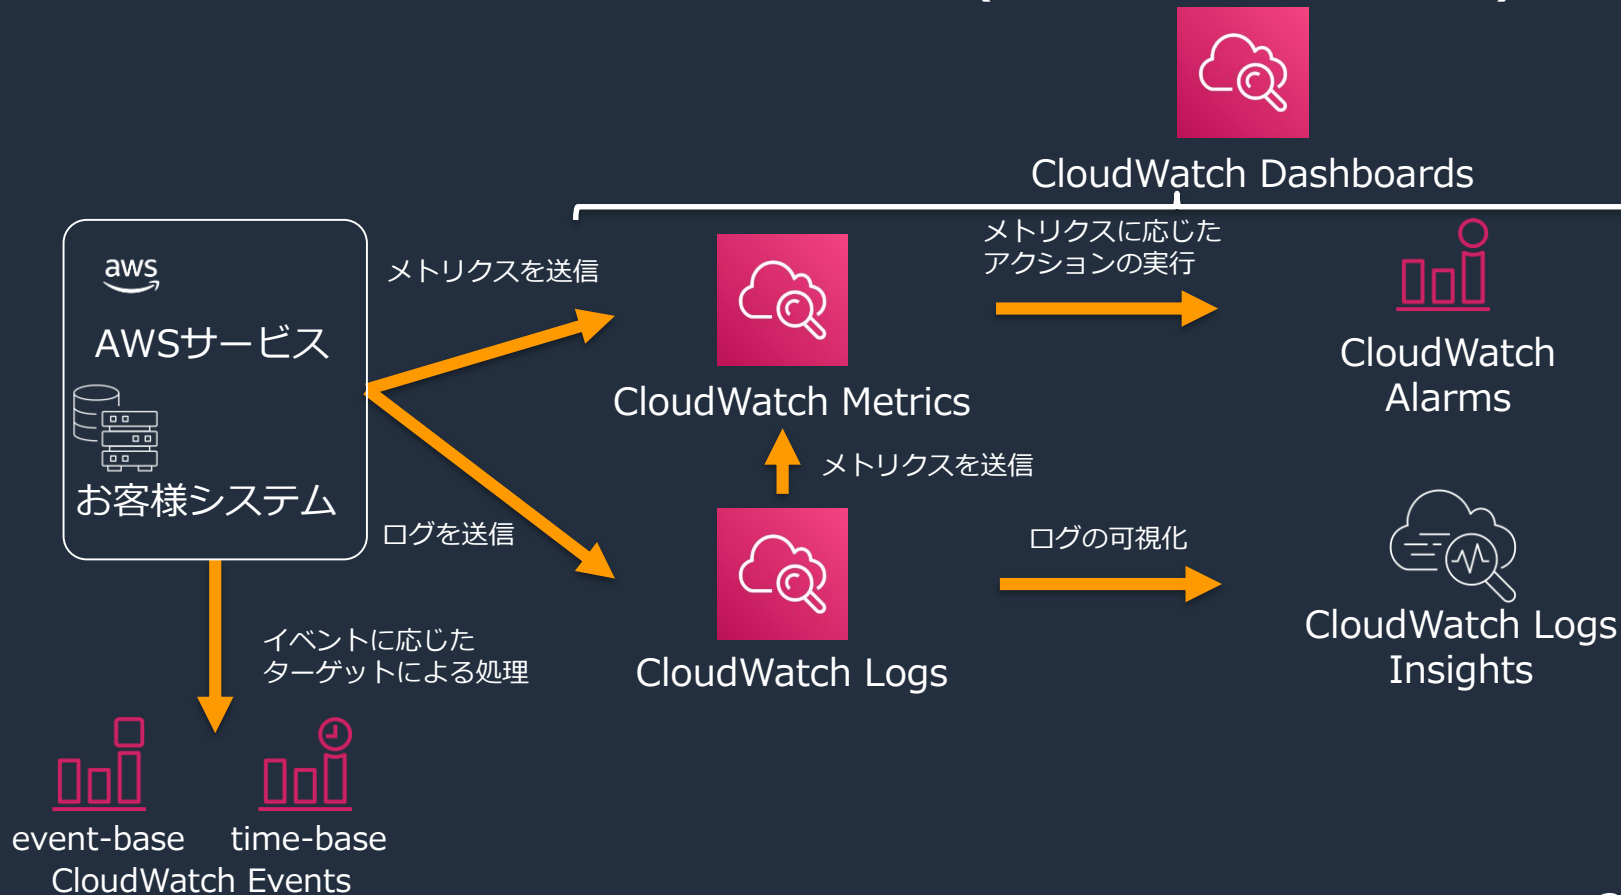 CloudWatch Dashboards
aws
AWSサービス
お客様システム
メトリクスを送信
メトリクスに応じた
アクションの実行
CloudWatch Metrics
CloudWatch
Alarms
メトリクスを送信
ログを送信
ログの可視化
CloudWatch Logs
CloudWatch Logs
Insights
イベントに応じた
ターゲットによる処理
event-base
time-base
CloudWatch Events